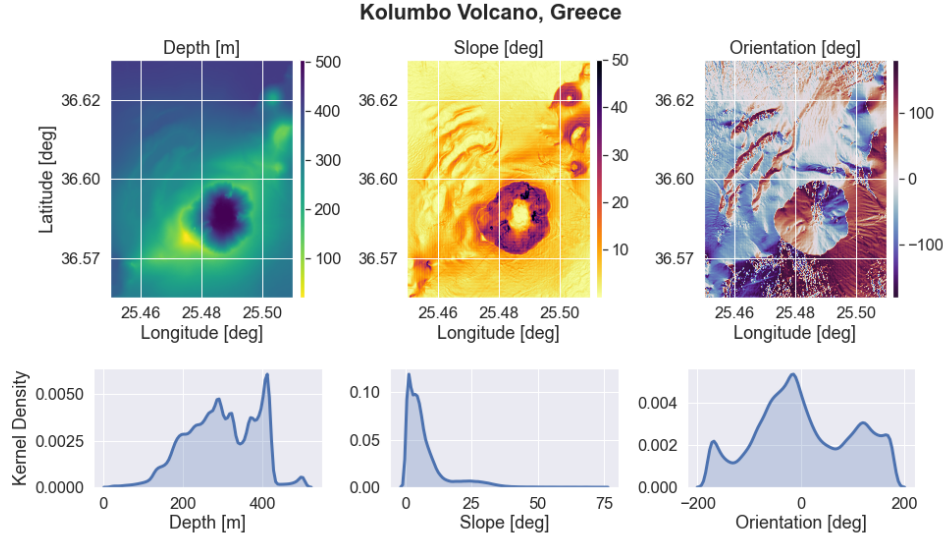 Kolumbo Volcano, Greece
Depth [m]
Slope [deg]
Orientation [deg]
Latitude [deg]
36.62
36.60
36.57
500
400
300
200
100
36.62
36.60
36.57
50
40
30
20
10
36.62
36.60
36.57
100
0
−100
25.46 25.48 25.50
25.46 25.48 25.50
25.46 25.48 25.50
Longitude [deg]
Longitude [deg]
Longitude [deg]
Kernel Density
0.0050
0.0025
0.0000
0.10
0.05
0.00
0.004
0.002
0.000
0 200 400
0 25 50 75
−200 −100 0 100 200
Depth [m]
Slope [deg]
Orientation [deg]